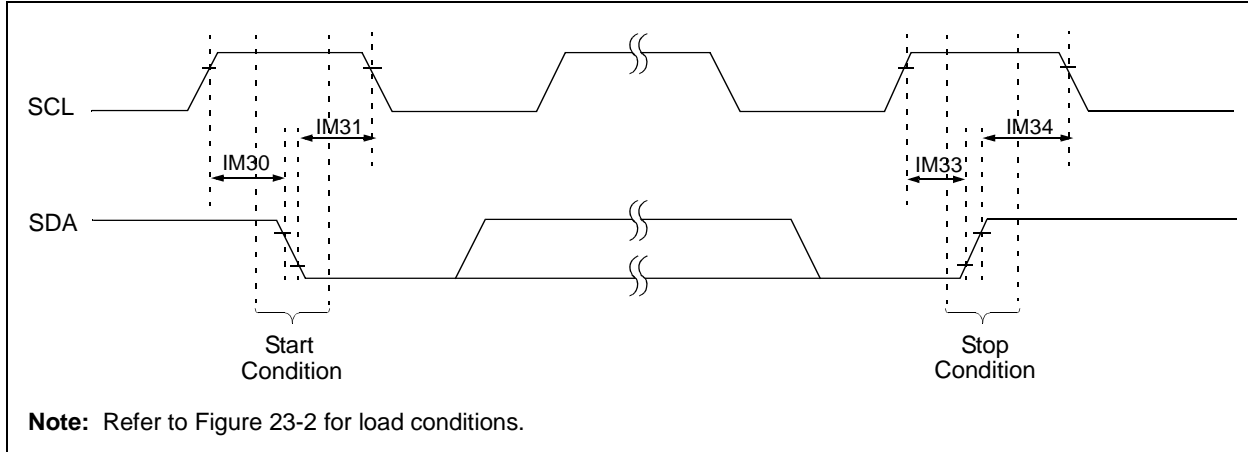 SCL
IM31
IM34
IM30
IM33
SDA
Start
Condition
Stop
Condition
Note: Refer to Figure 23-2 for load conditions.